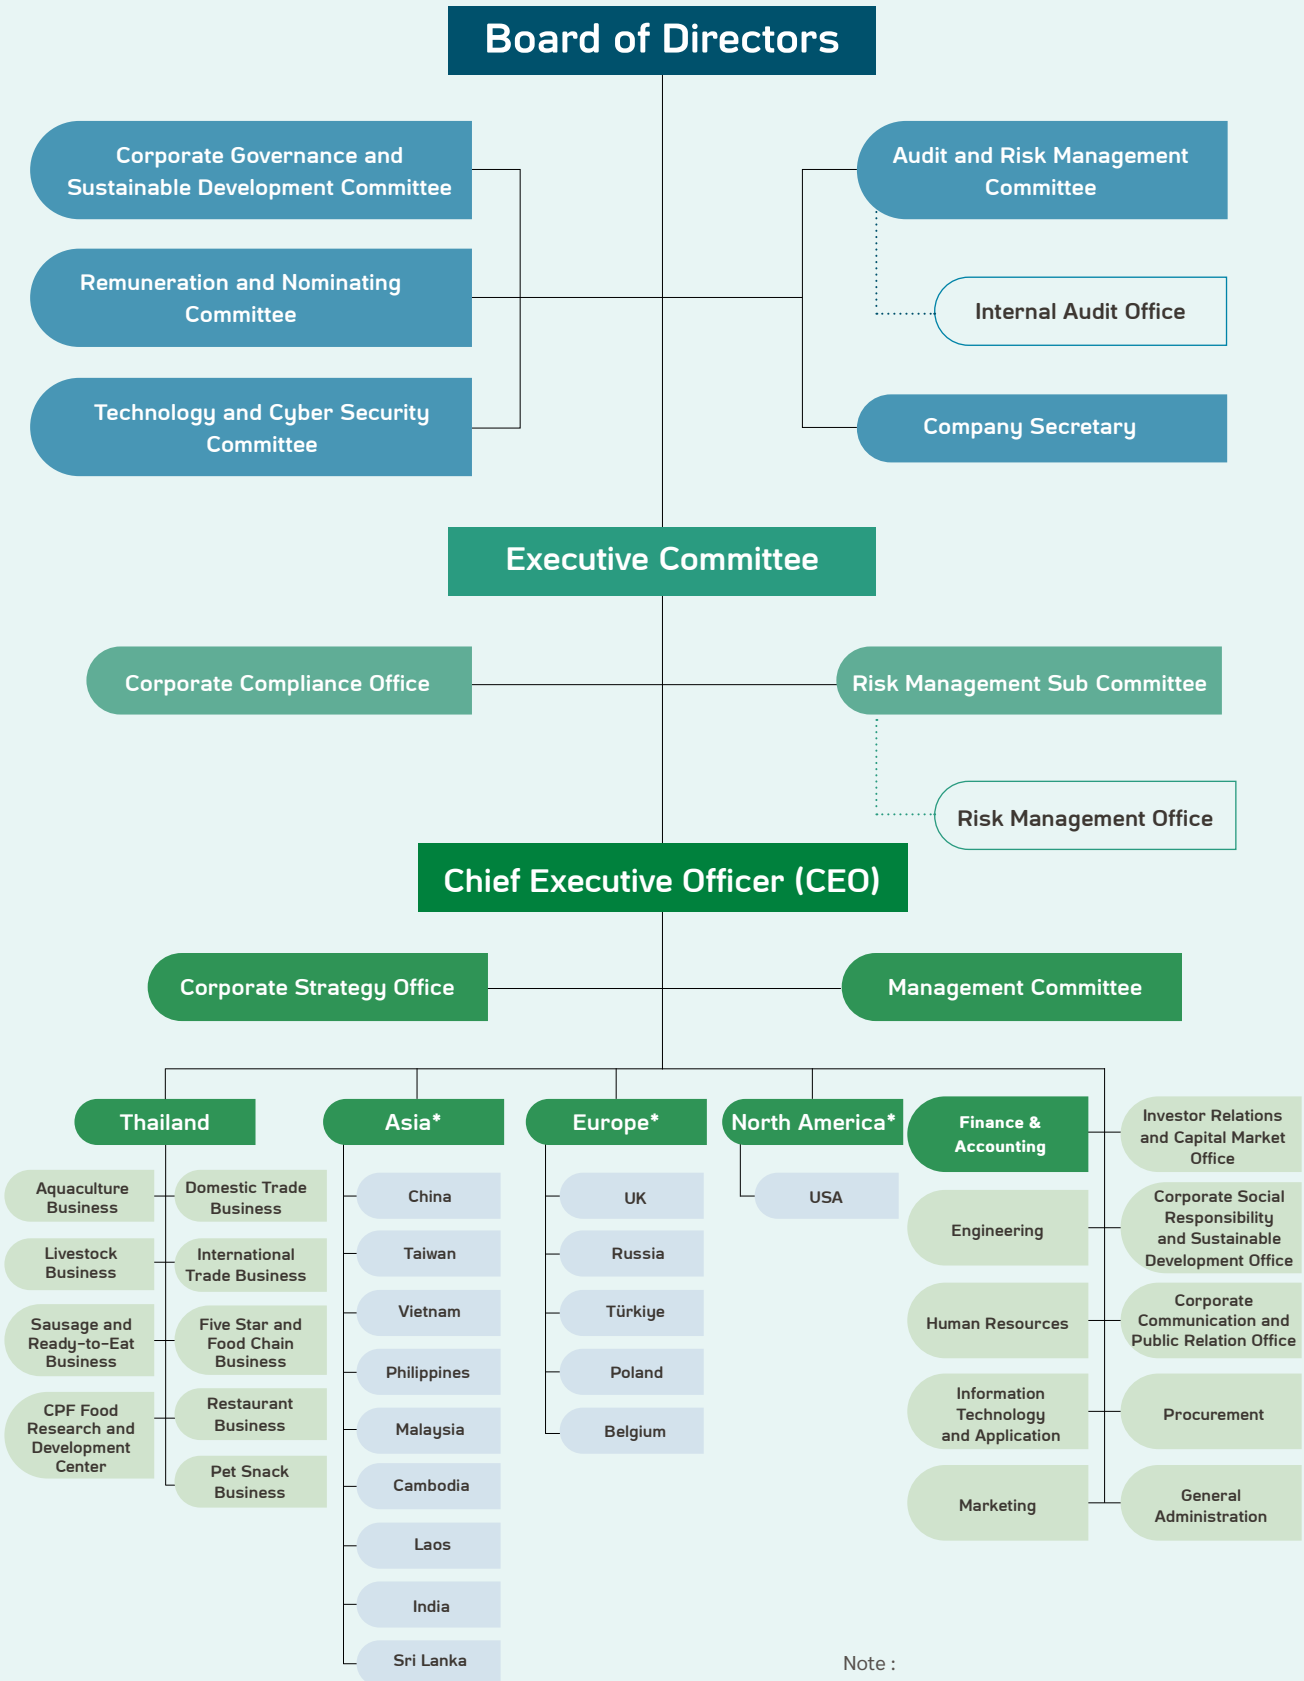 Board of Directors
Corporate Governance and
Sustainable Development Committee
Audit and Risk Management
Committee
Remuneration and Nominating
Committee
Internal Audit Office
Technology and Cyber Security
Committee
Company Secretary
Executive Committee
Corporate Compliance Office
Risk Management Sub Committee
Risk Management Office
Chief Executive Officer (CEO)
Corporate Strategy Office
Management Committee
Thailand
Aquaculture
Business
Domestic Trade
Business
Livestock
Business
International
Trade Business
Sausage and
Ready-to-Eat
Business
Five Star and
Food Chain
Business
CPF Food
Research and
Development
Center
Restaurant
Business
Pet Snack
Business
Asia*
China
Taiwan
Vietnam
Philippines
Malaysia
Cambodia
Laos
India
Sri Lanka
Europe*
UK
Russia
Türkiye
Poland
Belgium
North America*
USA
Finance &
Accounting
Investor Relations
and Capital Market
Office
Engineering
Corporate Social
Responsibility
and Sustainable
Development Office
Human Resources
Corporate
Communication and
Public Relation Office
Information
Technology
and Application
Procurement
Marketing
General
Administration
Note :